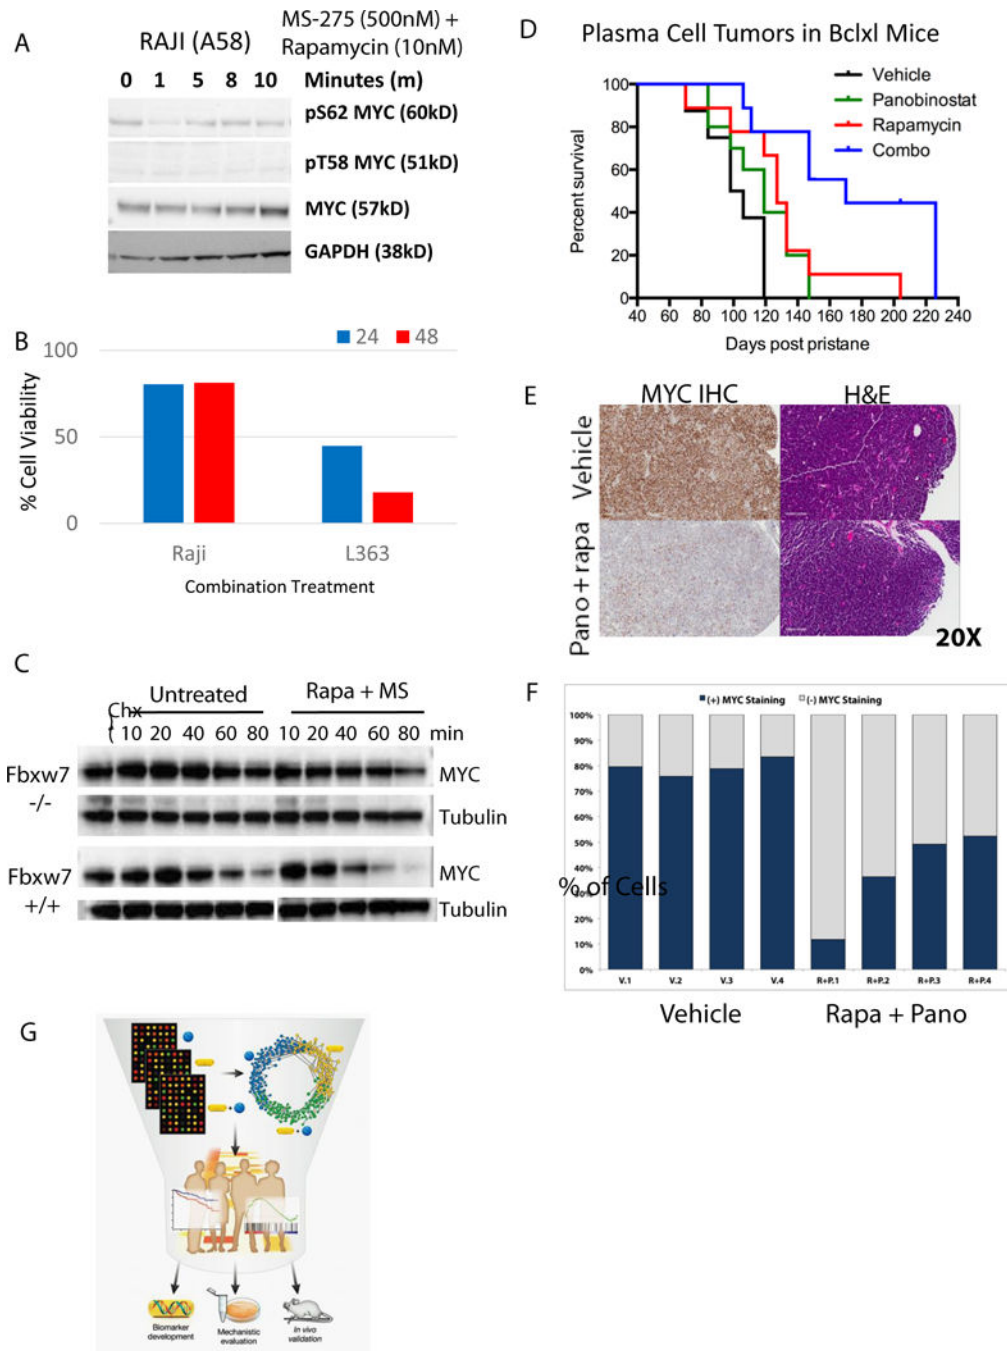 A
RAJI (A58)
MS-275 (500nM) +
Rapamycin (10nM)
0 1 5 8 10 Minutes (m)
pS62 MYC (60kD)
pT58 MYC (51kD)
MYC (57kD)
GAPDH (38kD)
B
24 48
100
50
0
% Cell Viability
Raji L363
Combination Treatment
C
Untreated Rapa + MS
Chx
(
10 20 40 60 80 10 20 40 60 80 min
Fbxw7
-/-
MYC
Tubulin
Fbxw7
+/+
MYC
Tubulin
D
Plasma Cell Tumors in Bclxl Mice
Vehicle
Panobinostat
Rapamycin
Combo
100
80
60
40
20
0
Percent survival
40 60 80 100 120 140 160 180 200 220 240
Days post pristane
E
MYC IHC H&E
Vehicle
Pano+rapa
20X
F
(+) MYC Staining (-) MYC Staining
100%
90%
80%
70%
60%
50%
40%
30%
20%
10%
0%
% of Cells
V.1 V.2 V.3 V.4 R+P.1 R+P.2 R+P.3 R+P.4
Vehicle Rapa + Pano
G
Biomarker
development
Mechanistic
evaluation
In vivo
validation